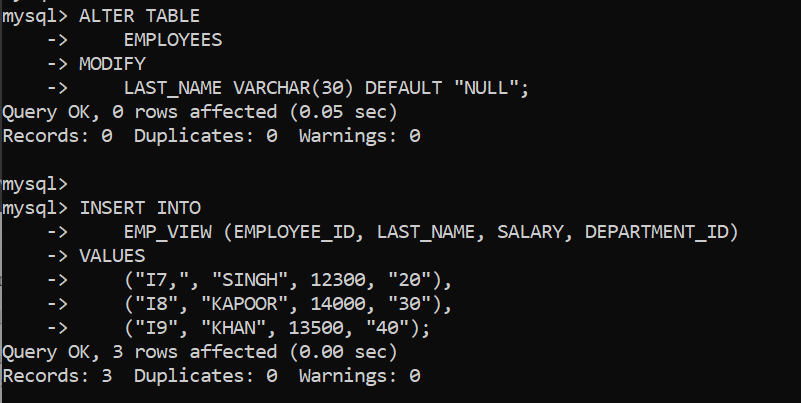 mysql> ALTER TABLE
    ->     EMPLOYEES
    -> MODIFY
    ->     LAST_NAME VARCHAR(30) DEFAULT "NULL";
Query OK, 0 rows affected (0.05 sec)
Records: 0  Duplicates: 0  Warnings: 0

mysql>
mysql> INSERT INTO
    ->     EMP_VIEW (EMPLOYEE_ID, LAST_NAME, SALARY, DEPARTMENT_ID)
    -> VALUES
    ->     ("I7,", "SINGH", 12300, "20"),
    ->     ("I8", "KAPOOR", 14000, "30"),
    ->     ("I9", "KHAN", 13500, "40");
Query OK, 3 rows affected (0.00 sec)
Records: 3  Duplicates: 0  Warnings: 0